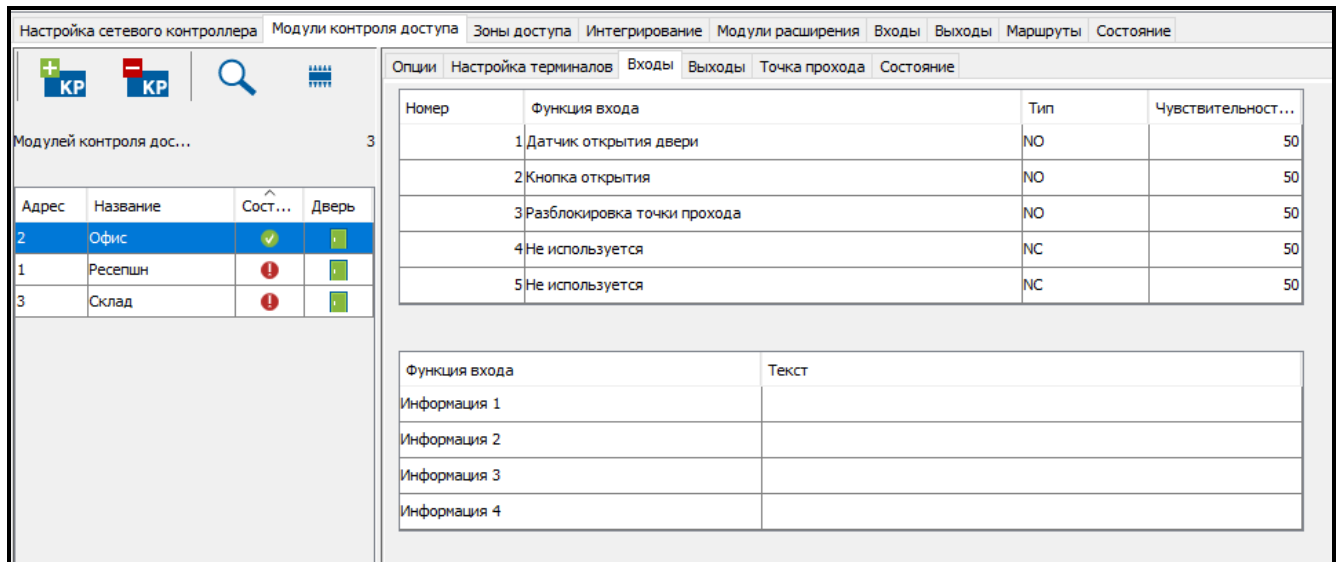 Настройка сетевого контроллера Модули контроля доступа Зоны доступа Интегрирование Модули расширения Входы Выходы Маршруты Состояние
КР КР
Модулей контроля дос... 3
Адрес Название Сост... Дверь
2 Офис
1 Ресепшн
3 Склад
Опции Настройка терминалов Входы Выходы Точка прохода Состояние
Номер Функция входа Тип Чувствительност...
1 Датчик открытия двери NO 50
2 Кнопка открытия NO 50
3 Разблокировка точки прохода NO 50
4 Не используется NC 50
5 Не используется NC 50
Функция входа Текст
Информация 1
Информация 2
Информация 3
Информация 4